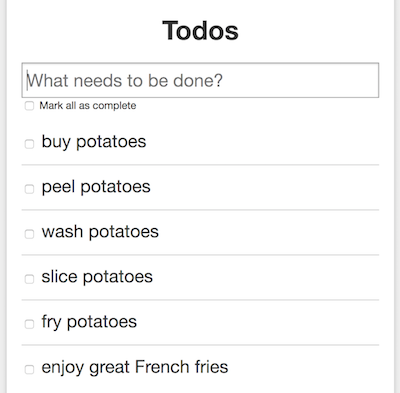 Todos
What needs to be done?
Mark all as complete
buy potatoes
peel potatoes
wash potatoes
slice potatoes
fry potatoes
enjoy great French fries